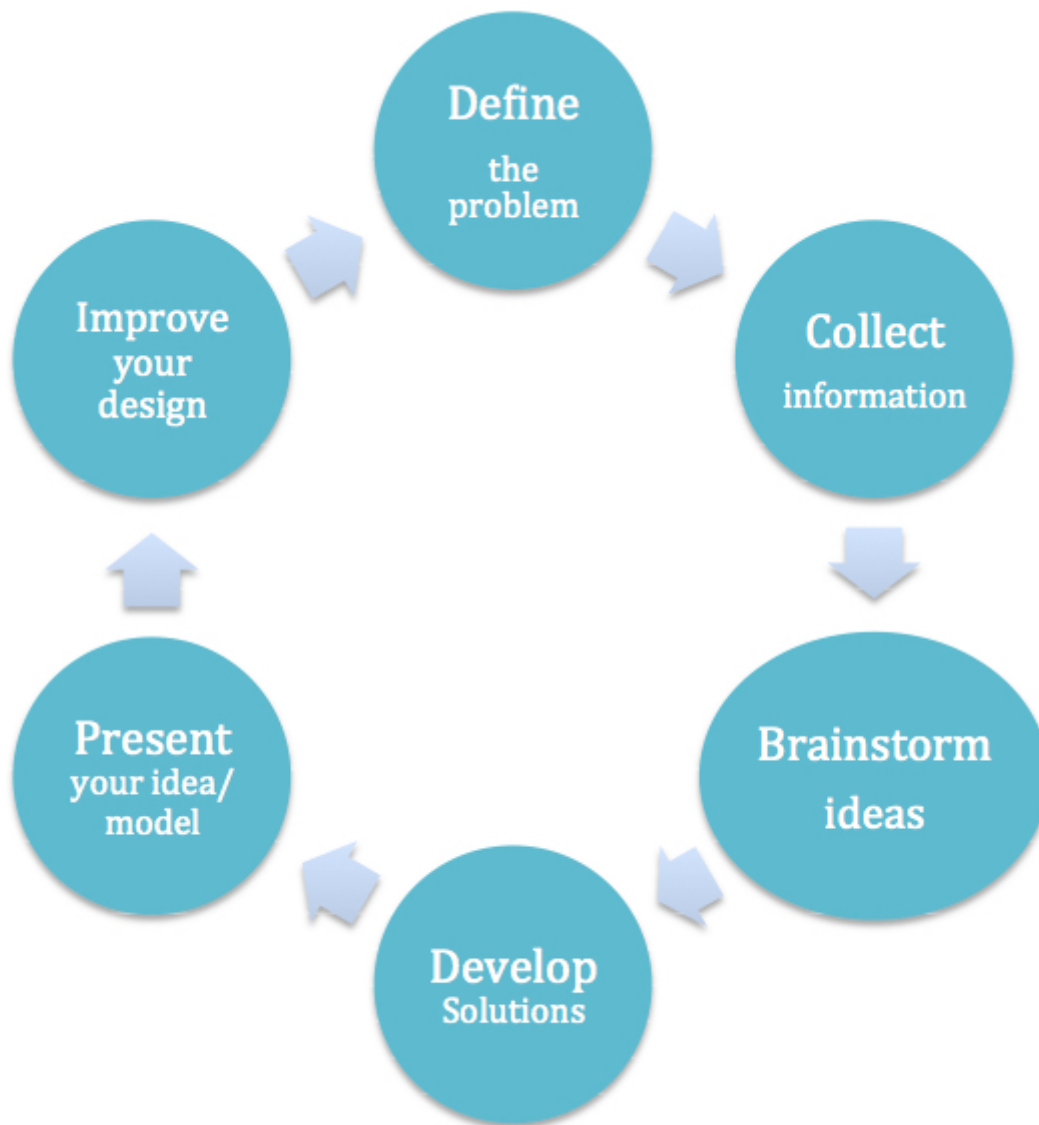 Define
the
problem
Collect
information
Brainstorm
ideas
Develop
Solutions
Present
your idea/
model
Improve
your
design